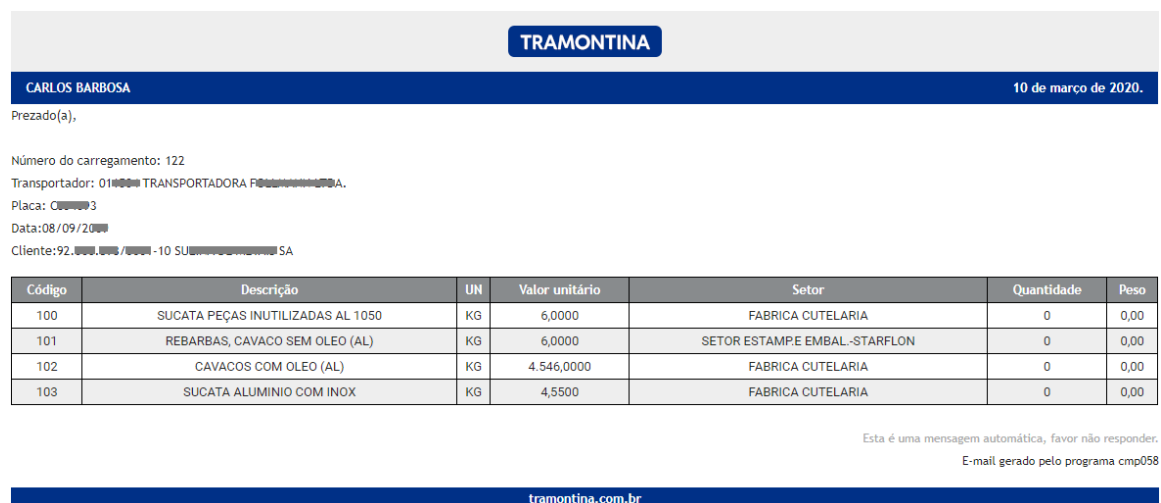 TRAMONTINA
CARLOS BARBOSA 10 de março de 2020.
Prezado(a),
Número do carregamento: 122
Transportador: 01 TRANSPORTADORA F A.
Placa: C 3
Data:08/09/20
Cliente:92. . / -10 SU SA
Código Descrição UN Valor unitário Setor Quantidade Peso
100 SUCATA PEÇAS INUTILIZADAS AL 1050 KG 6,0000 FABRICA CUTELARIA 0 0,00
101 REBARBAS, CAVACO SEM OLEO (AL) KG 6,0000 SETOR ESTAMP.E EMBAL.-STARFLON 0 0,00
102 CAVACOS COM OLEO (AL) KG 4.546,0000 FABRICA CUTELARIA 0 0,00
103 SUCATA ALUMINIO COM INOX KG 4,5500 FABRICA CUTELARIA 0 0,00
Esta é uma mensagem automática, favor não responder.
E-mail gerado pelo programa cmp058
tramontina.com.br